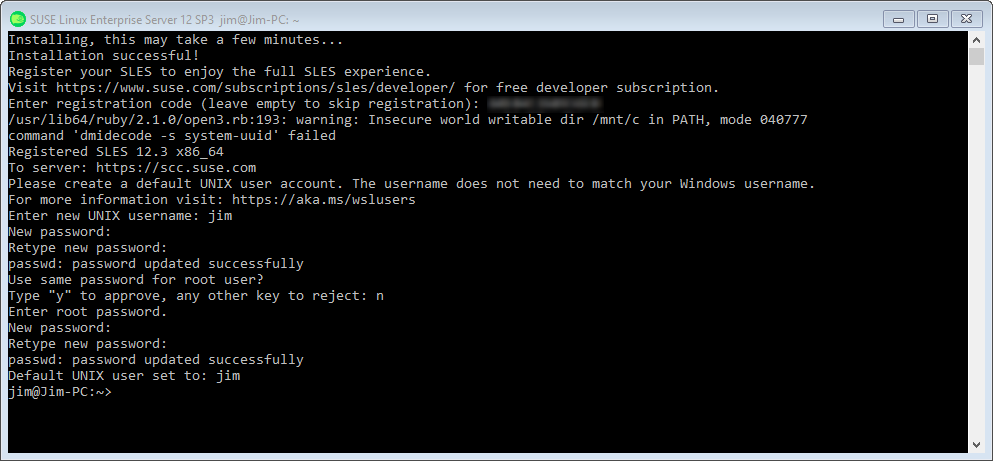 SUSE Linux Enterprise Server 12 SP3 jim@Jim-PC: ~
Installing, this may take a few minutes...
Installation successful!
Register your SLES to enjoy the full SLES experience.
Visit https://www.suse.com/subscriptions/sles/developer/ for free developer subscription.
Enter registration code (leave empty to skip registration):
/usr/lib64/ruby/2.1.0/open3.rb:193: warning: Insecure world writable dir /mnt/c in PATH, mode 040777
command 'dmidecode -s system-uuid' failed
Registered SLES 12.3 x86_64
To server: https://scc.suse.com
Please create a default UNIX user account. The username does not need to match your Windows username.
For more information visit: https://aka.ms/wslusers
Enter new UNIX username: jim
New password:
Retype new password:
passwd: password updated successfully
Use same password for root user?
Type "y" to approve, any other key to reject: n
Enter root password.
New password:
Retype new password:
passwd: password updated successfully
Default UNIX user set to: jim
jim@Jim-PC:~>